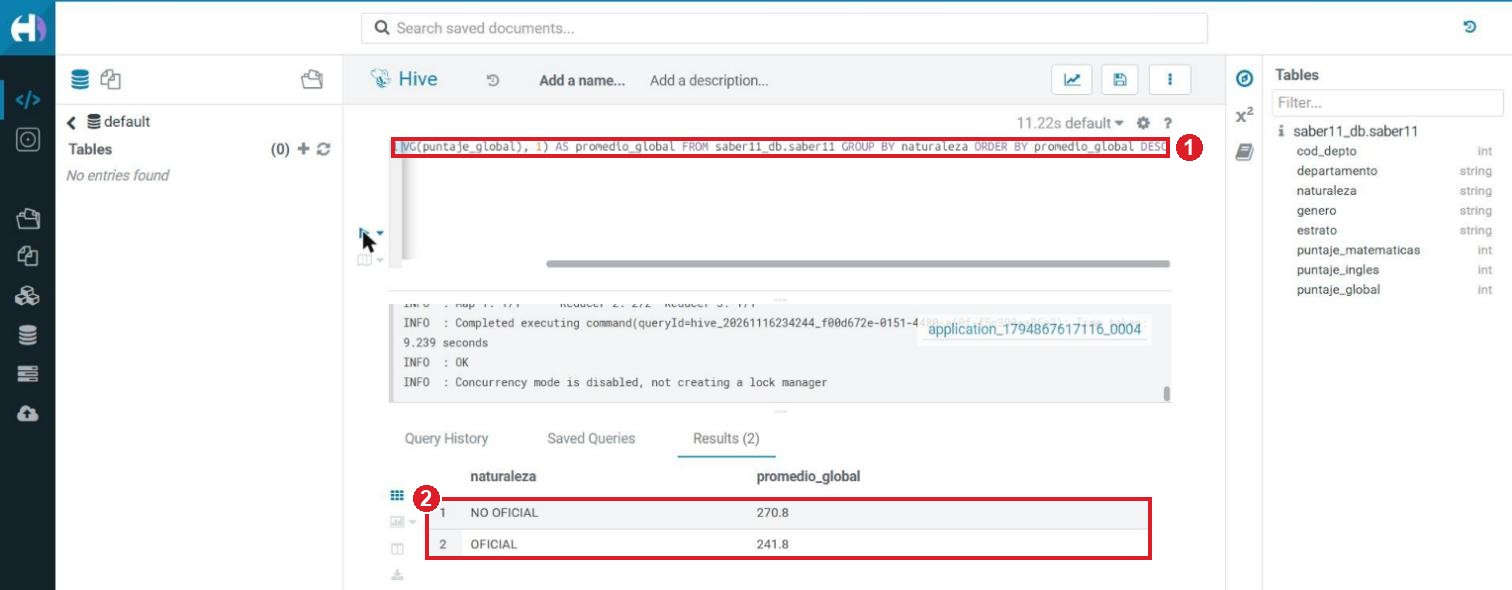 Search saved documents...
Hive
Add a name...
Add a description...
default
Tables
(0)
No entries found
11.22s default
?
VG(puntaje_global), 1) AS promedio_global FROM saber11_db.saber11 GROUP BY naturaleza ORDER BY promedio_global DESC
1
INFO : Completed executing command(queryId=hive_20261116234244_f00d672e-0151-4
application_1794867617116_0004
9.239 seconds
INFO : OK
INFO : Concurrency mode is disabled, not creating a lock manager
Query History
Saved Queries
Results (2)
naturaleza promedio_global
2
1 NO OFICIAL 270.8
2 OFICIAL 241.8
x²
Tables
Filter...
saber11_db.saber11
cod_depto int
departamento string
naturaleza string
genero string
estrato string
puntaje_matematicas int
puntaje_ingles int
puntaje_global int